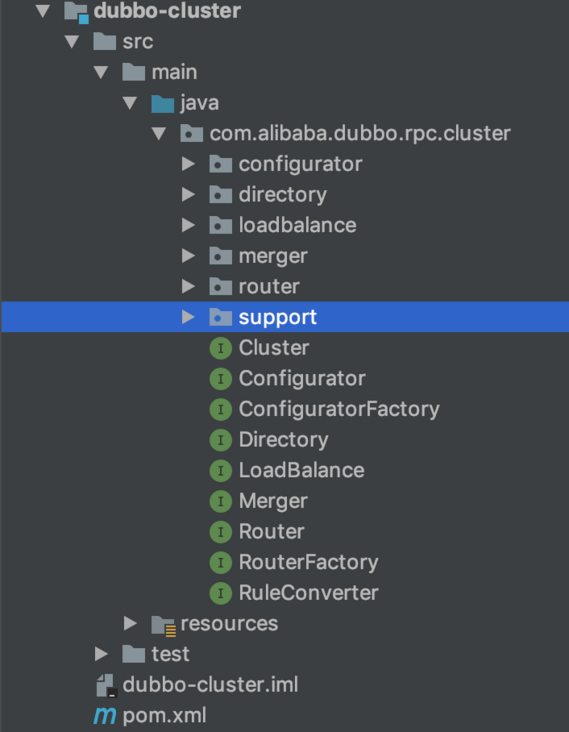 dubbo-cluster
src
main
java
com.alibaba.dubbo.rpc.cluster
configurator
directory
loadbalance
merger
router
support
I Cluster
I Configurator
I ConfiguratorFactory
I Directory
I LoadBalance
I Merger
I Router
I RouterFactory
I RuleConverter
resources
test
dubbo-cluster.iml
m pom.xml